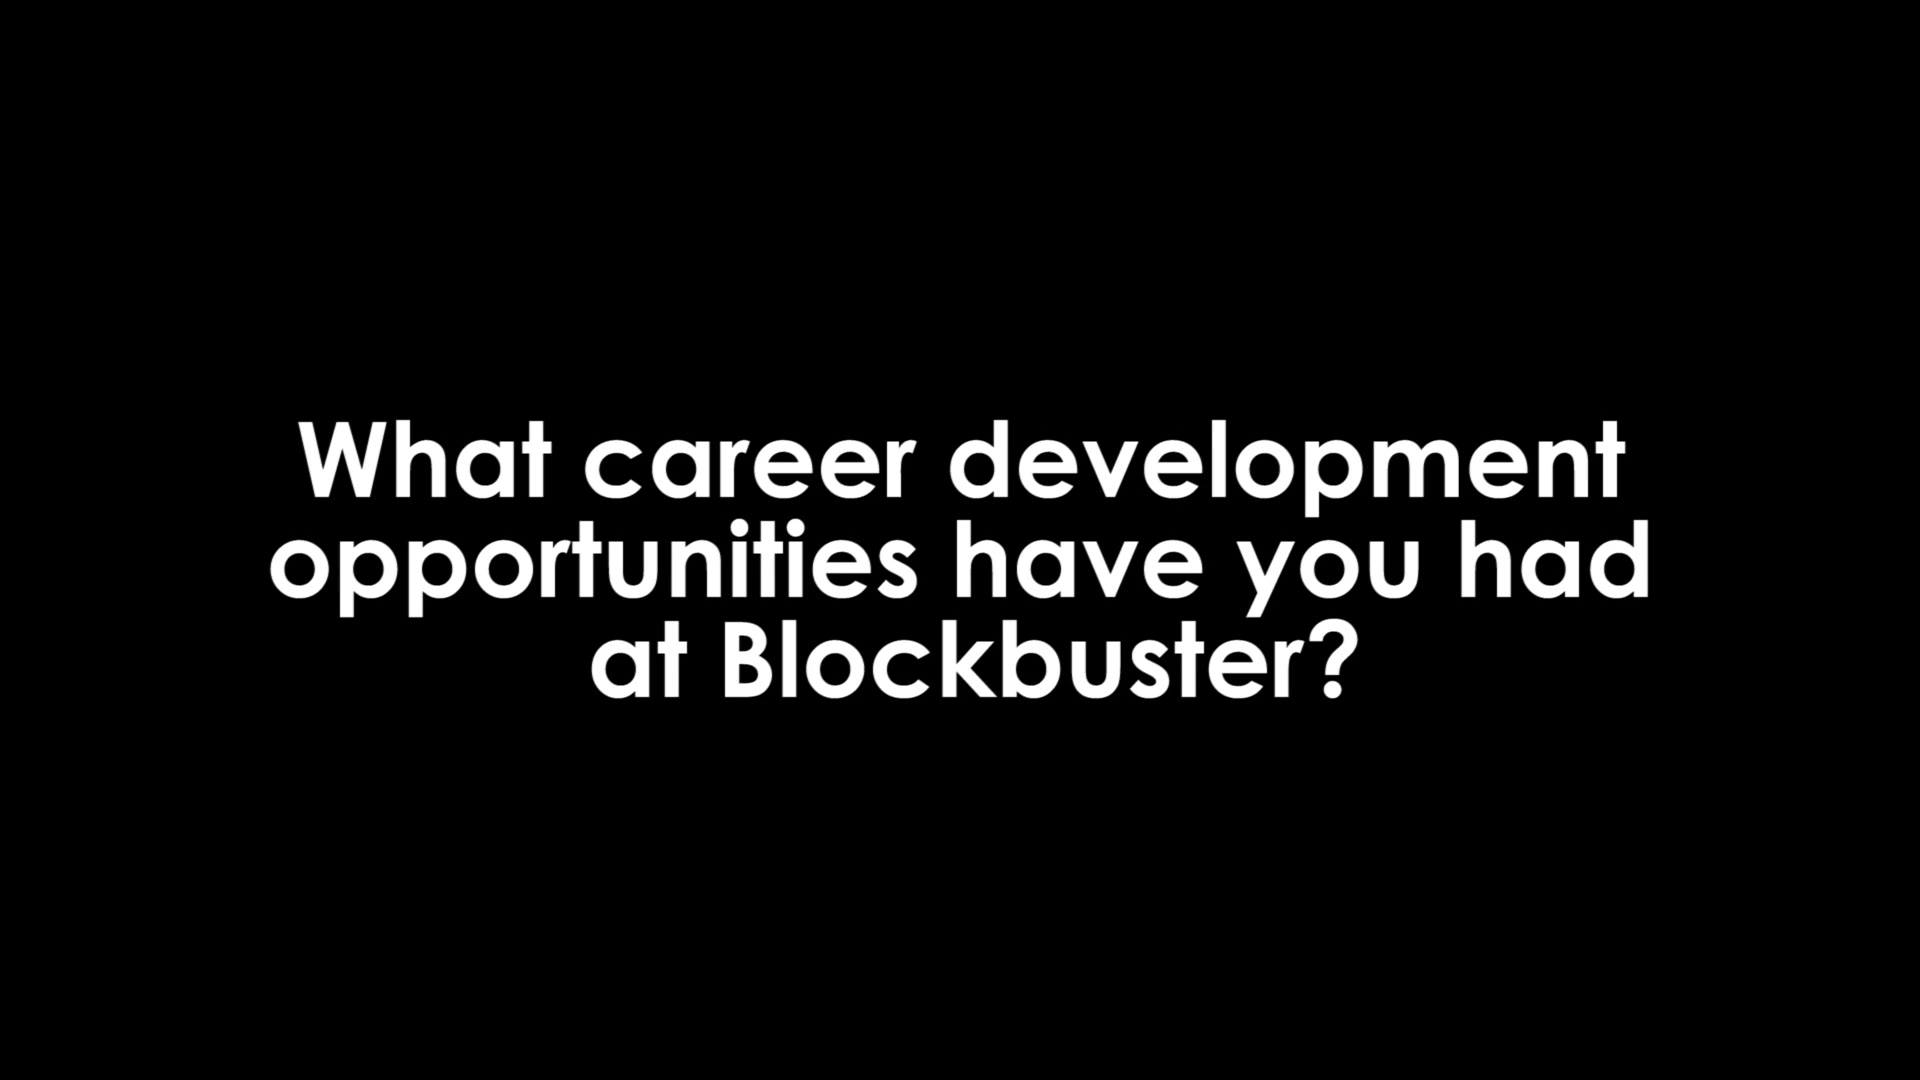 What career development
opportunities have you had
at Blockbuster?